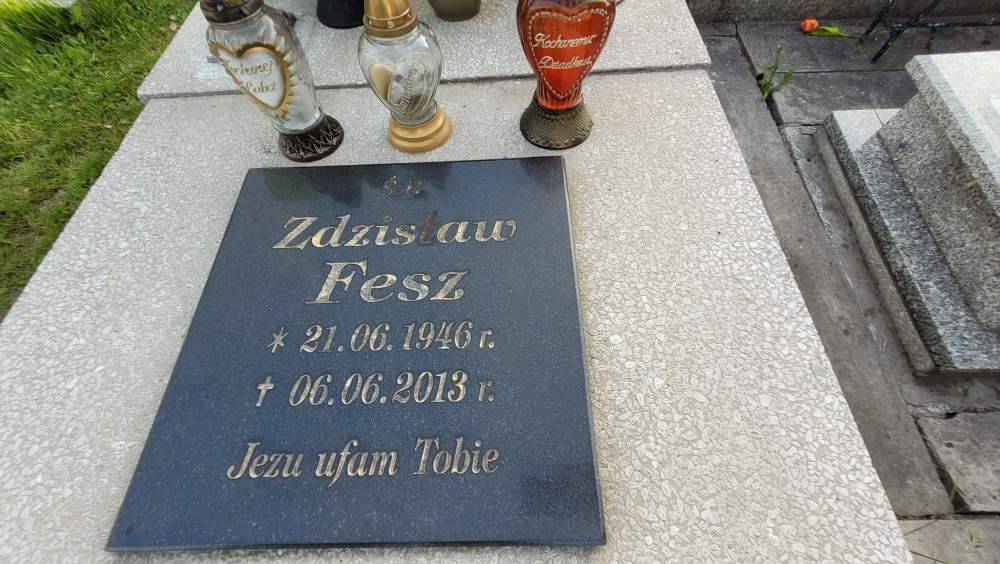 Kochanemu
Dziadkowi
Ś.P.
Zdzisław
Fesz
* 21.06.1946 r.
† 06.06.2013 r.
Jezu ufam Tobie